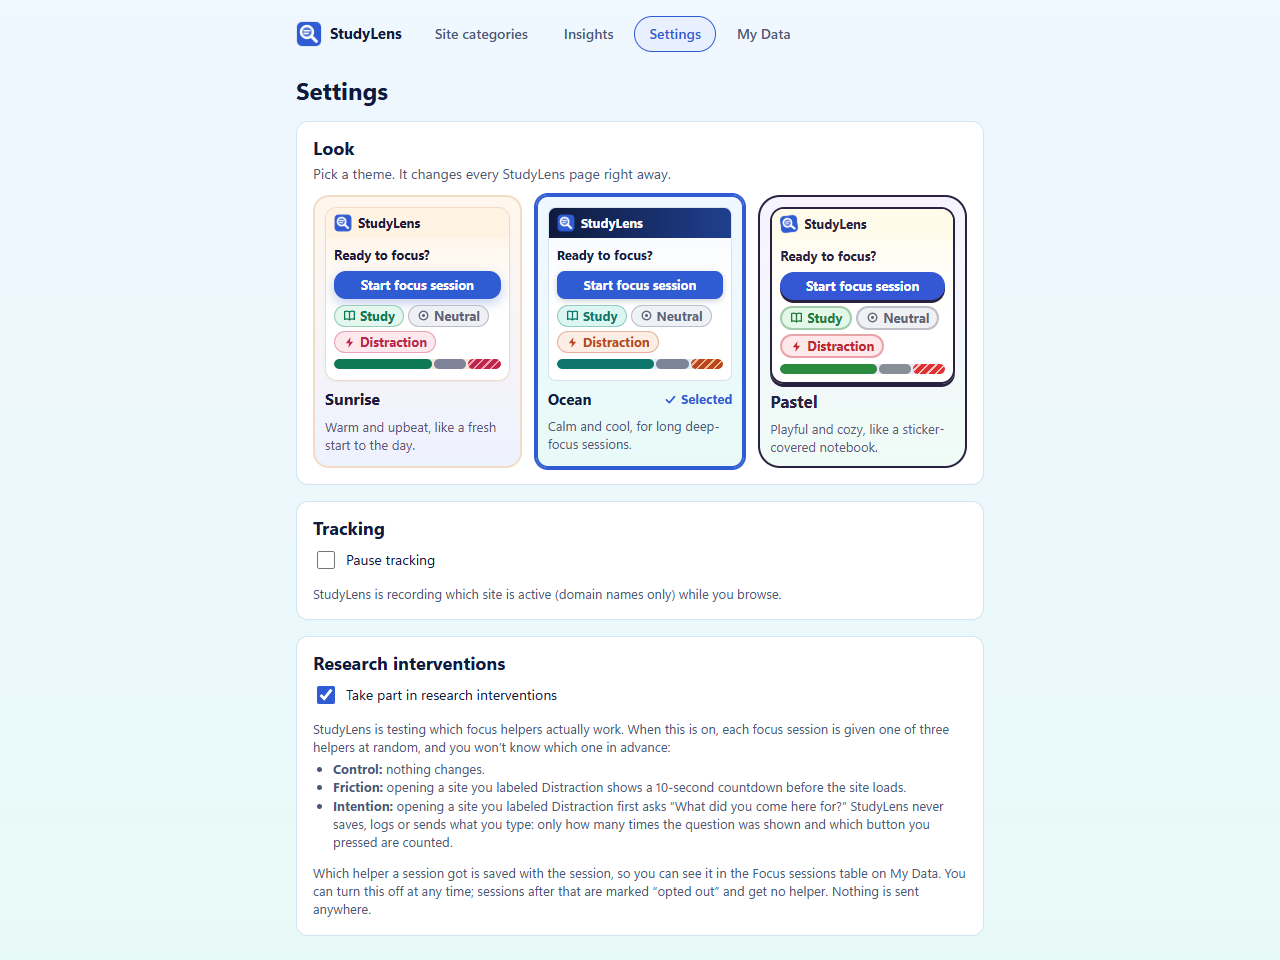 StudyLens Site categories Insights Settings My Data
Settings
Look
Pick a theme. It changes every StudyLens page right away.
StudyLens
Ready to focus?
Start focus session
Study Neutral
Distraction
Sunrise
Warm and upbeat, like a fresh
start to the day.
StudyLens
Ready to focus?
Start focus session
Study Neutral
Distraction
Ocean Selected
Calm and cool, for long deep-
focus sessions.
StudyLens
Ready to focus?
Start focus session
Study Neutral
Distraction
Pastel
Playful and cozy, like a sticker-
covered notebook.
Tracking
Pause tracking
StudyLens is recording which site is active (domain names only) while you browse.
Research interventions
Take part in research interventions
StudyLens is testing which focus helpers actually work. When this is on, each focus session is given one of three
helpers at random, and you won’t know which one in advance:
• Control: nothing changes.
• Friction: opening a site you labeled Distraction shows a 10-second countdown before the site loads.
• Intention: opening a site you labeled Distraction first asks “What did you come here for?” StudyLens never
saves, logs or sends what you type: only how many times the question was shown and which button you
pressed are counted.
Which helper a session got is saved with the session, so you can see it in the Focus sessions table on My Data. You
can turn this off at any time; sessions after that are marked “opted out” and get no helper. Nothing is sent
anywhere.